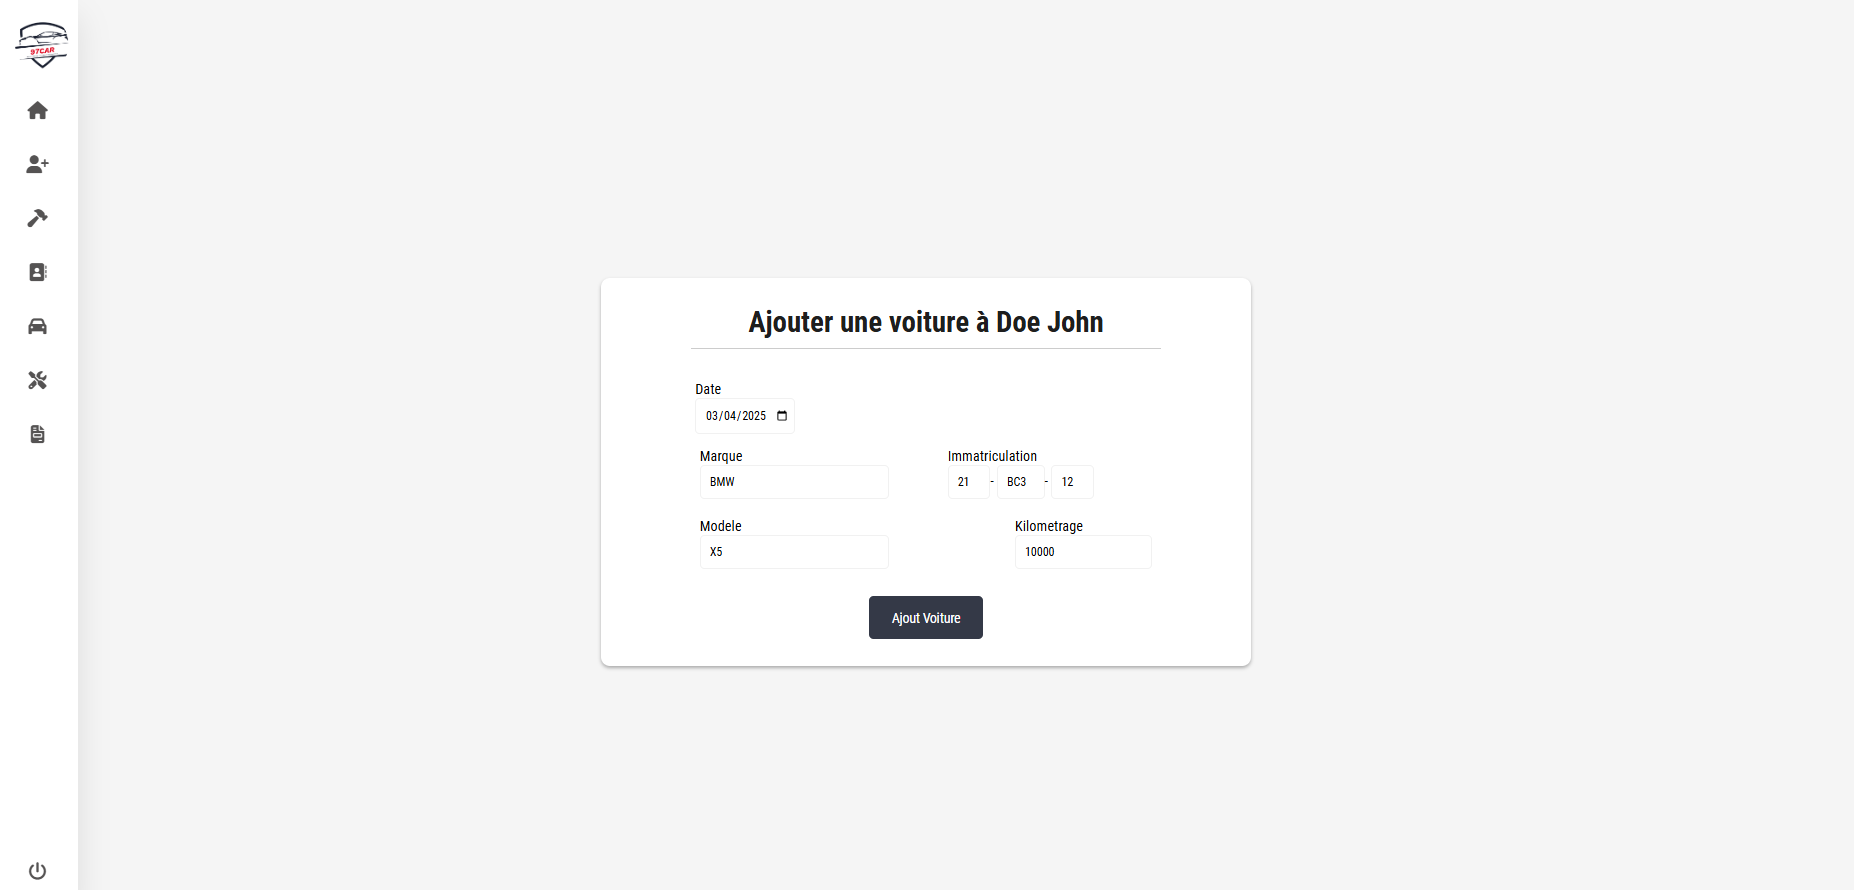 97CAR
Ajouter une voiture à Doe John
Date
03/04/2025
Marque
Immatriculation
BMW
21 - BC3 - 12
Modele
Kilometrage
X5
10000
Ajout Voiture